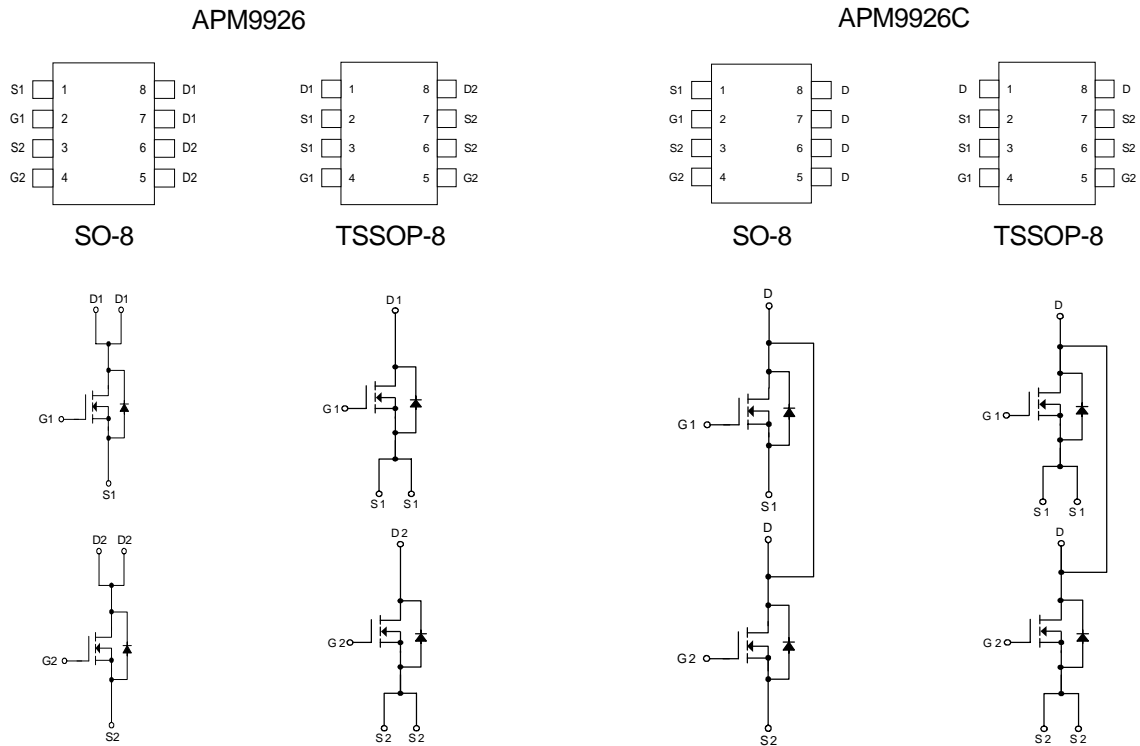 APM9926 APM9926C
S1 1 8 D1 D1 1 8 D2 S1 1 8 D D 1 8 D
G1 2 7 D1 S1 2 7 S2 G1 2 7 D S1 2 7 S2
S2 3 6 D2 S1 3 6 S2 S2 3 6 D S1 3 6 S2
G2 4 5 D2 G1 4 5 G2 G2 4 5 D G1 4 5 G2
SO-8 TSSOP-8 SO-8 TSSOP-8
D1 D1 D1 D D
G1 G1 G1 G1
S1 S1 S1 S1 S1 S1
D2 D2 D2 D D
G2 G2 G2 G2
S2 S2 S2 S2 S2 S2